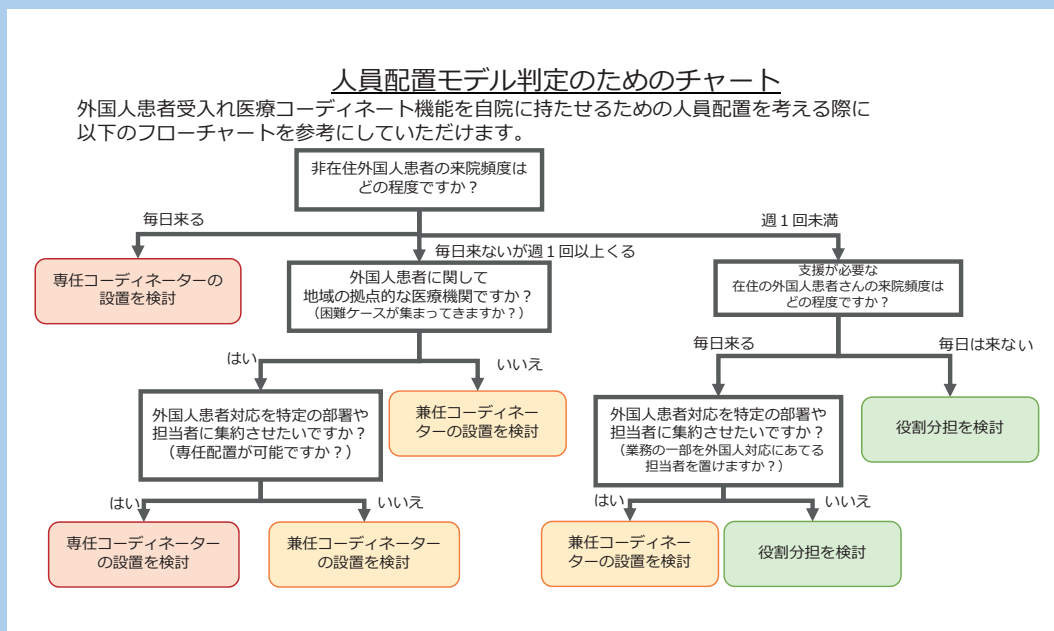 人員配置モデル判定のためのチャート
外国人患者受入れ医療コーディネート機能を自院に持たせるための人員配置を考える際に
以下のフローチャートを参考にしていただけます。
非在住外国人患者の来院頻度は
どの程度ですか？
毎日来る
毎日来ないが週１回以上くる
週１回未満
専任コーディネーターの
設置を検討
外国人患者に関して
地域の拠点的な医療機関ですか？
（困難ケースが集まってきますか？）
支援が必要な
在住の外国人患者さんの来院頻度は
どの程度ですか？
はい
いいえ
毎日来る
毎日は来ない
外国人患者対応を特定の部署や
担当者に集約させたいですか？
（専任配置が可能ですか？）
兼任コーディネー
ターの設置を検討
外国人患者対応を特定の部署や
担当者に集約させたいですか？
（業務の一部を外国人対応にあてる
担当者を置けますか？）
役割分担を検討
はい
いいえ
はい
いいえ
専任コーディネーター
の設置を検討
兼任コーディネーター
の設置を検討
兼任コーディネー
ターの設置を検討
役割分担を検討